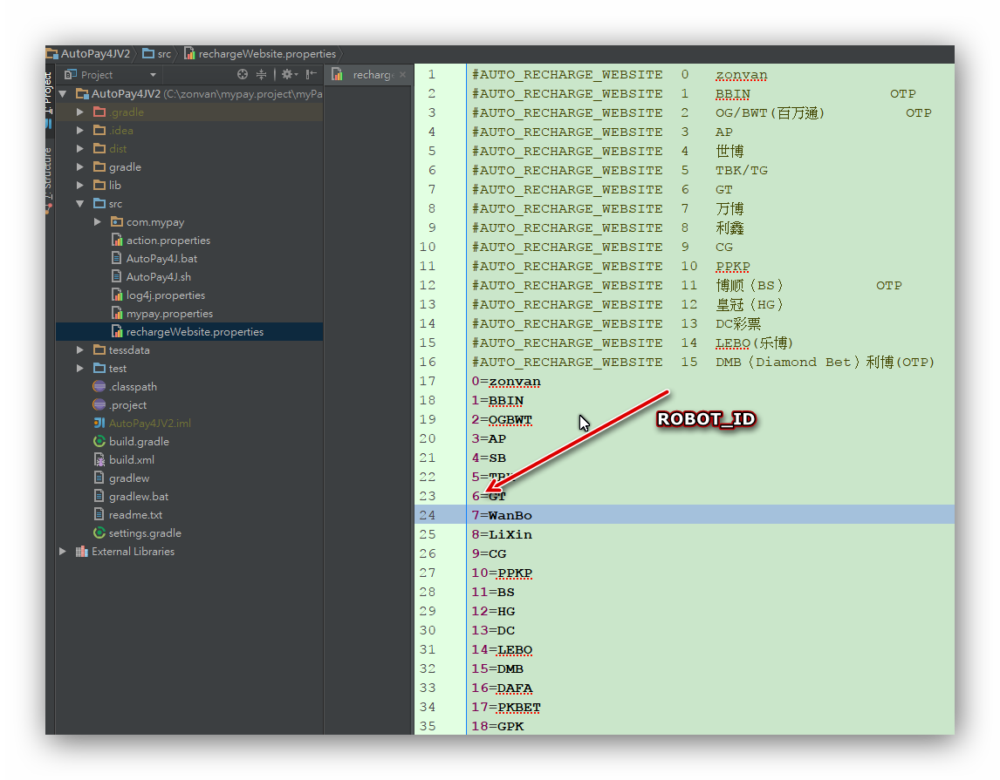 AutoPay4JV2 src rechargeWebsite.properties
1: Project
7: Structure
Project
AutoPay4JV2 (C:\zonvan\mypay.project\myPa
.gradle
.idea
dist
gradle
lib
src
com.mypay
action.properties
AutoPay4J.bat
AutoPay4J.sh
log4j.properties
mypay.properties
rechargeWebsite.properties
tessdata
test
.classpath
.project
AutoPay4JV2.iml
build.gradle
build.xml
gradlew
gradlew.bat
readme.txt
settings.gradle
External Libraries
recharg
1 #AUTO_RECHARGE_WEBSITE 0 zonvan
2 #AUTO_RECHARGE_WEBSITE 1 BBIN OTP
3 #AUTO_RECHARGE_WEBSITE 2 OG/BWT(百万通) OTP
4 #AUTO_RECHARGE_WEBSITE 3 AP
5 #AUTO_RECHARGE_WEBSITE 4 世博
6 #AUTO_RECHARGE_WEBSITE 5 TBK/TG
7 #AUTO_RECHARGE_WEBSITE 6 GT
8 #AUTO_RECHARGE_WEBSITE 7 万博
9 #AUTO_RECHARGE_WEBSITE 8 利鑫
10 #AUTO_RECHARGE_WEBSITE 9 CG
11 #AUTO_RECHARGE_WEBSITE 10 PPKP
12 #AUTO_RECHARGE_WEBSITE 11 博顺（BS） OTP
13 #AUTO_RECHARGE_WEBSITE 12 皇冠（HG）
14 #AUTO_RECHARGE_WEBSITE 13 DC彩票
15 #AUTO_RECHARGE_WEBSITE 14 LEBO(乐博)
16 #AUTO_RECHARGE_WEBSITE 15 DMB（Diamond Bet）利博(OTP)
17 0=zonvan
18 1=BBIN
19 2=OGBWT
20 3=AP
21 4=SB
22 5=TBK
23 6=GT
24 7=WanBo
25 8=LiXin
26 9=CG
27 10=PPKP
28 11=BS
29 12=HG
30 13=DC
31 14=LEBO
32 15=DMB
33 16=DAFA
34 17=PKBET
35 18=GPK
ROBOT_ID